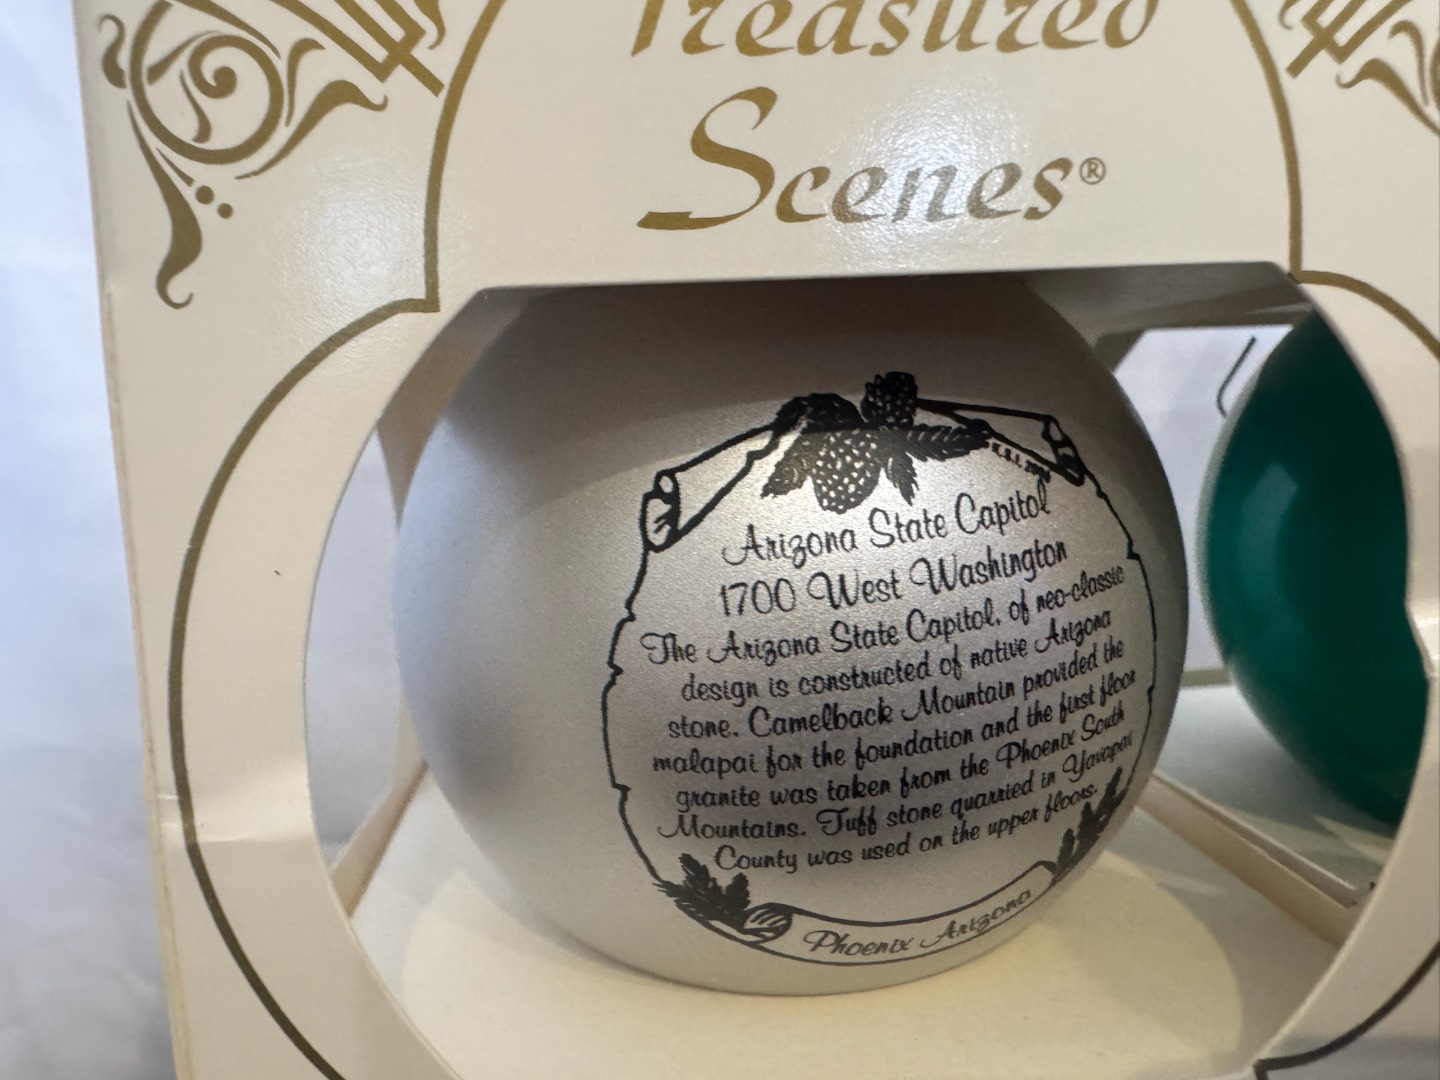 Treasured
Scenes®
Arizona State Capitol
1700 West Washington
The Arizona State Capitol, of neo-classic
design is constructed of native Arizona
stone. Camelback Mountain provided the
malapai for the foundation and the first floor
granite was taken from the Phoenix South
Mountains. Tuff stone quarried in Yavapai
County was used on the upper floors.
Phoenix Arizona